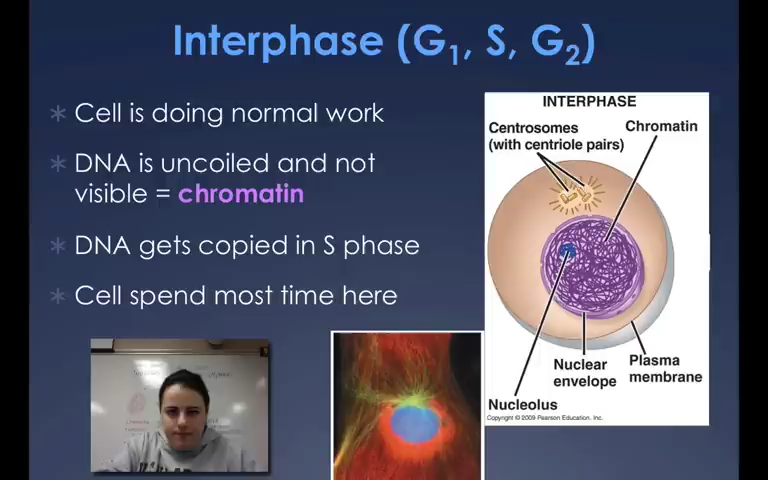 Interphase (G₁, S, G₂)
Cell is doing normal work
DNA is uncoiled and not
visible = chromatin
DNA gets copied in S phase
Cell spend most time here
INTERPHASE
Centrosomes
(with centriole pairs)
Chromatin
Nuclear
envelope
Plasma
membrane
Nucleolus
Copyright © 2009 Pearson Education, Inc.